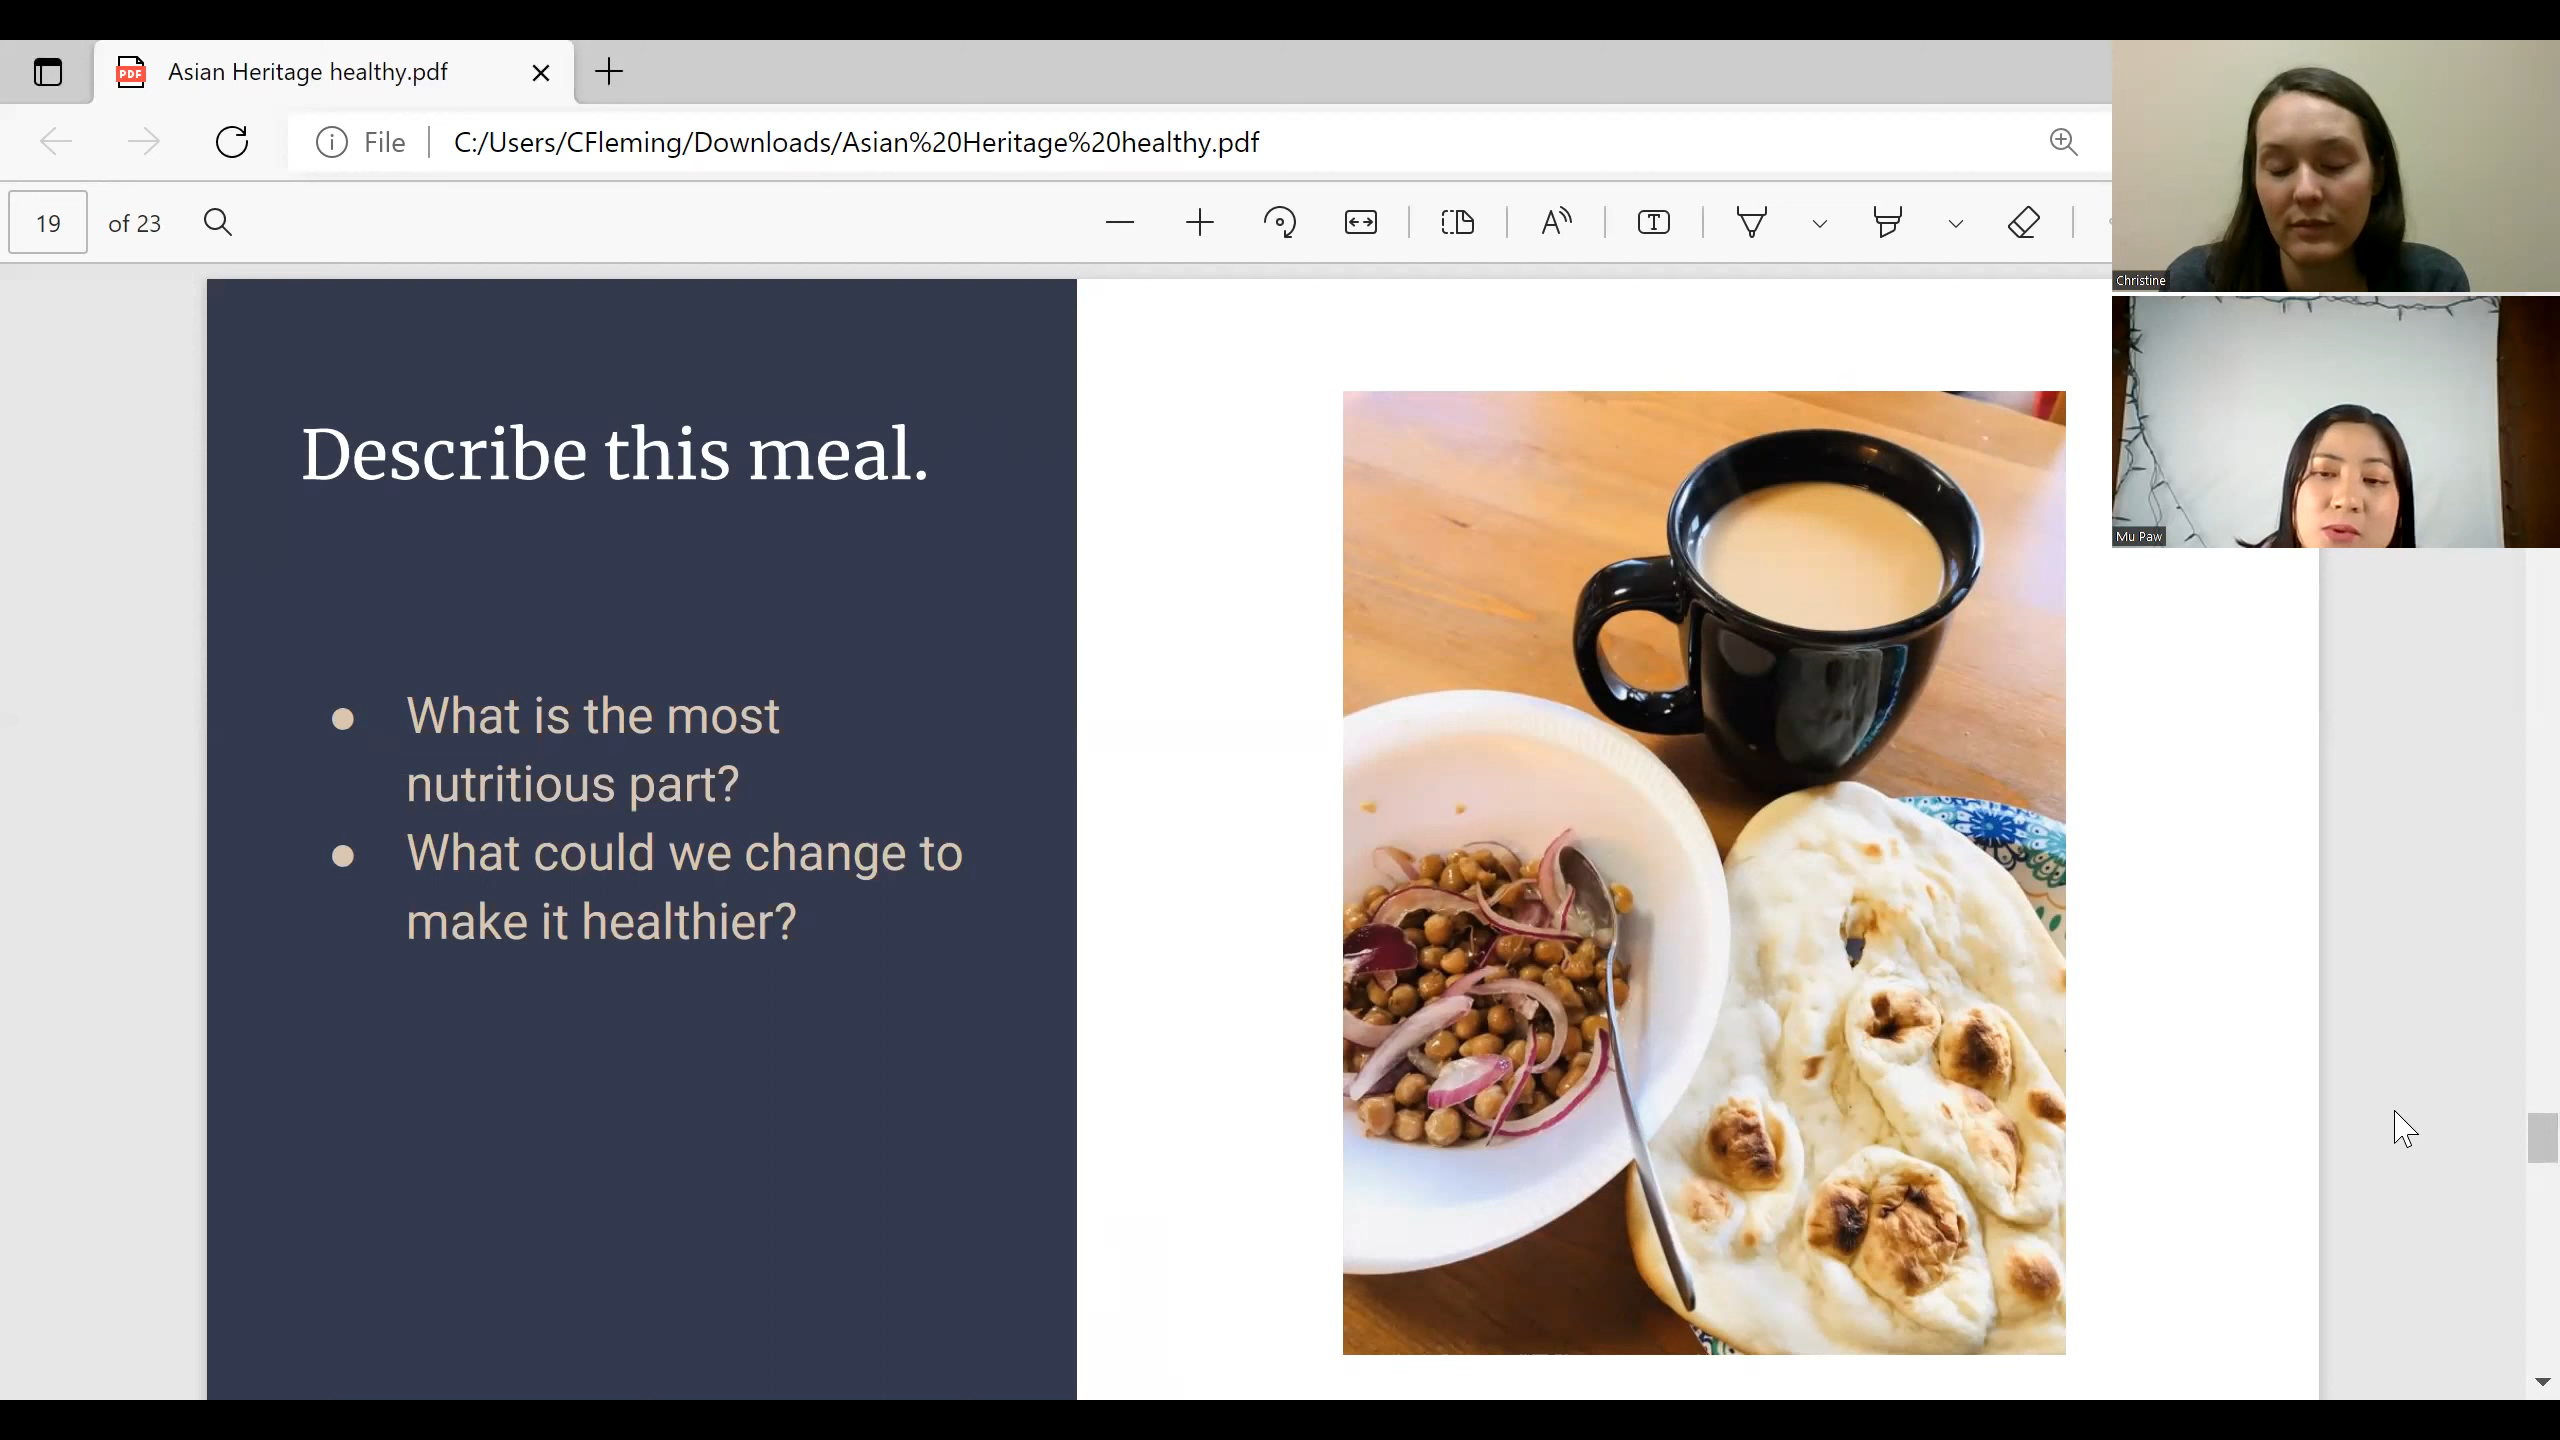 Asian Heritage healthy.pdf
File
C:/Users/CFleming/Downloads/Asian%20Heritage%20healthy.pdf
19 of 23
Christine
Mu Paw
Describe this meal.
● What is the most
nutritious part?
● What could we change to
make it healthier?